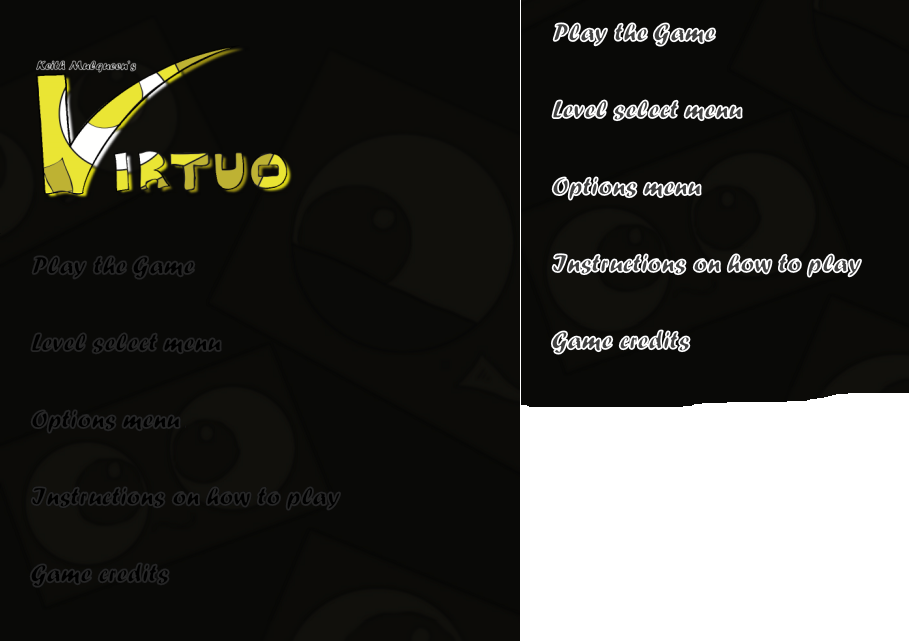 Keith Mulqueen's
VIRTUO
Play the Game
Level select menu
Options menu
Instructions on how to play
Game credits
Play the Game
Level select menu
Options menu
Instructions on how to play
Game credits